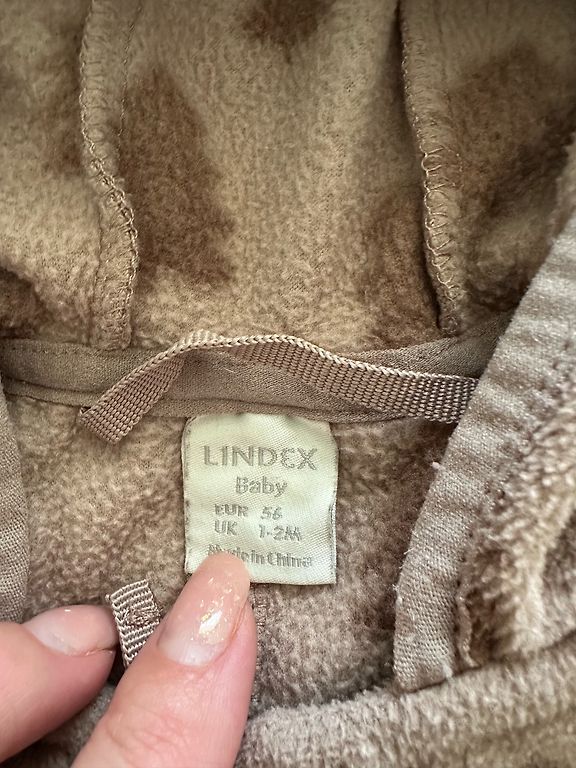 LINDEX
Baby
EUR 56
UK 1-2M
Made in China